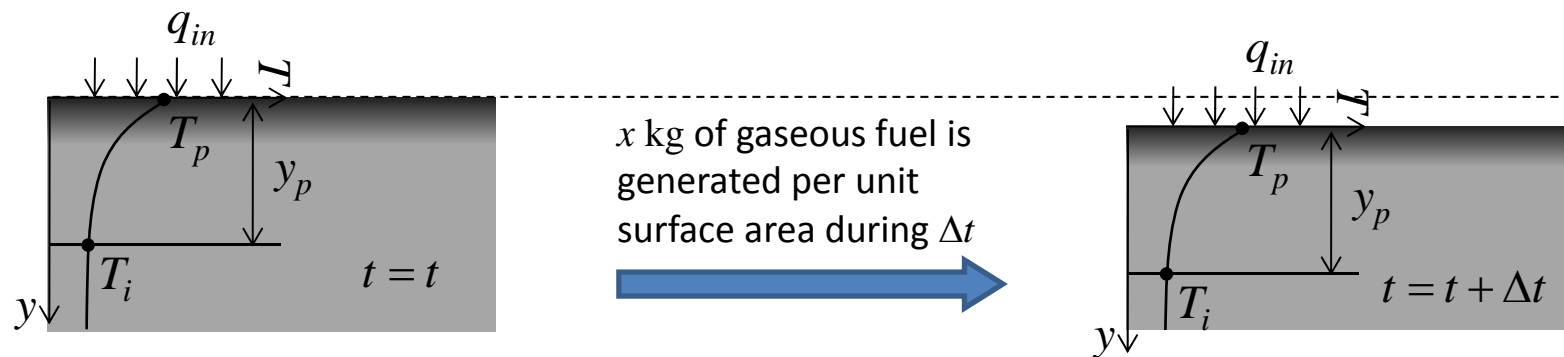 q_in
T
T_p
y_p
T_i
t = t
y
x kg of gaseous fuel is
generated per unit
surface area during Δt
q_in
T
T_p
y_p
T_i
t = t + Δt
y